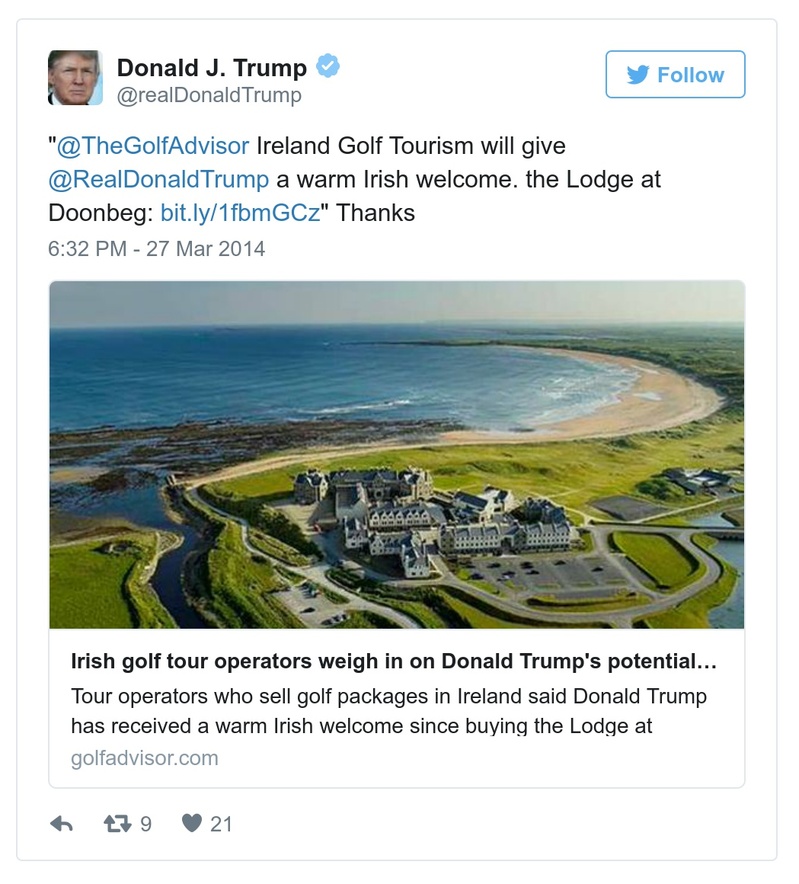 Donald J. Trump
@realDonaldTrump
Follow
"@TheGolfAdvisor Ireland Golf Tourism will give
@RealDonaldTrump a warm Irish welcome. the Lodge at
Doonbeg: bit.ly/1fbmGCz" Thanks
6:32 PM - 27 Mar 2014
Irish golf tour operators weigh in on Donald Trump's potential…
Tour operators who sell golf packages in Ireland said Donald Trump
has received a warm Irish welcome since buying the Lodge at
golfadvisor.com
9
21